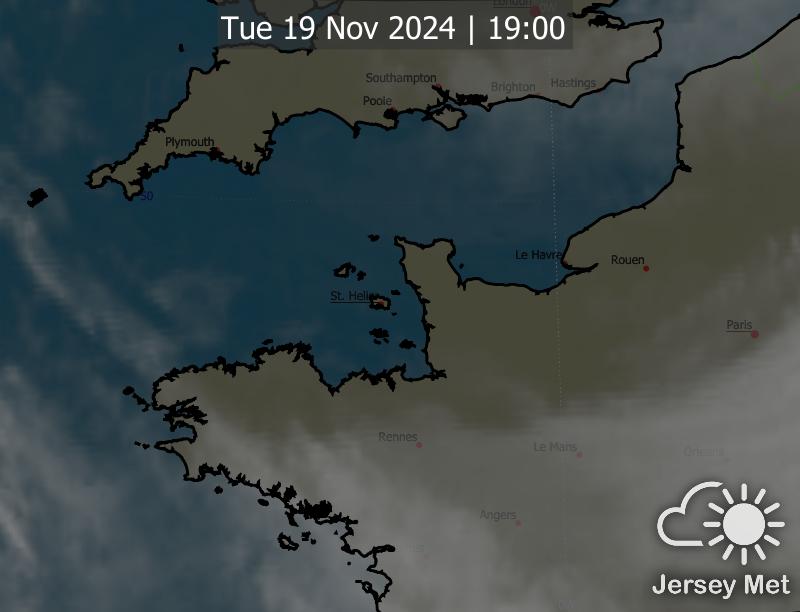 London
Tue 19 Nov 2024 | 19:00
Southampton
Brighton
Hastings
Poole
Plymouth
50
Le Havre
Rouen
St. Helier
Paris
Rennes
Le Mans
Orleans
Angers
Jersey Met